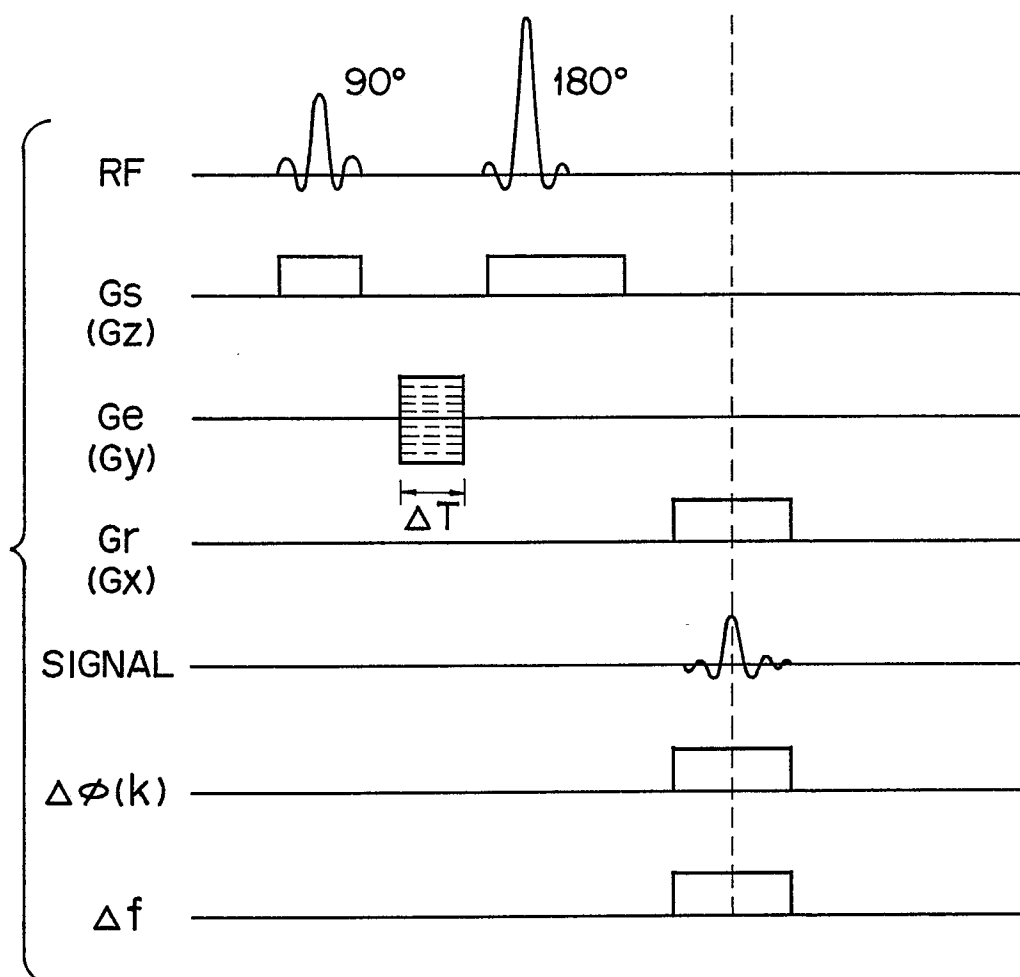 90°
180°
RF
Gs
(Gz)
Ge
(Gy)
ΔT
Gr
(Gx)
SIGNAL
Δφ(k)
Δf